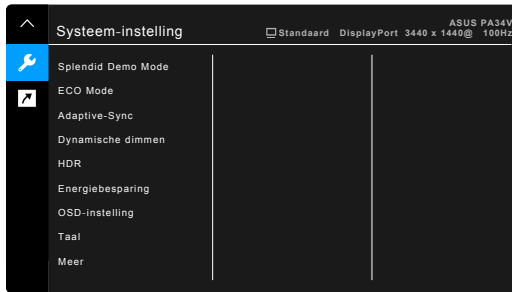 ASUS PA34V
Systeem-instelling
Standaard DisplayPort 3440 x 1440@ 100Hz
Splendid Demo Mode
ECO Mode
Adaptive-Sync
Dynamische dimmen
HDR
Energiebesparing
OSD-instelling
Taal
Meer